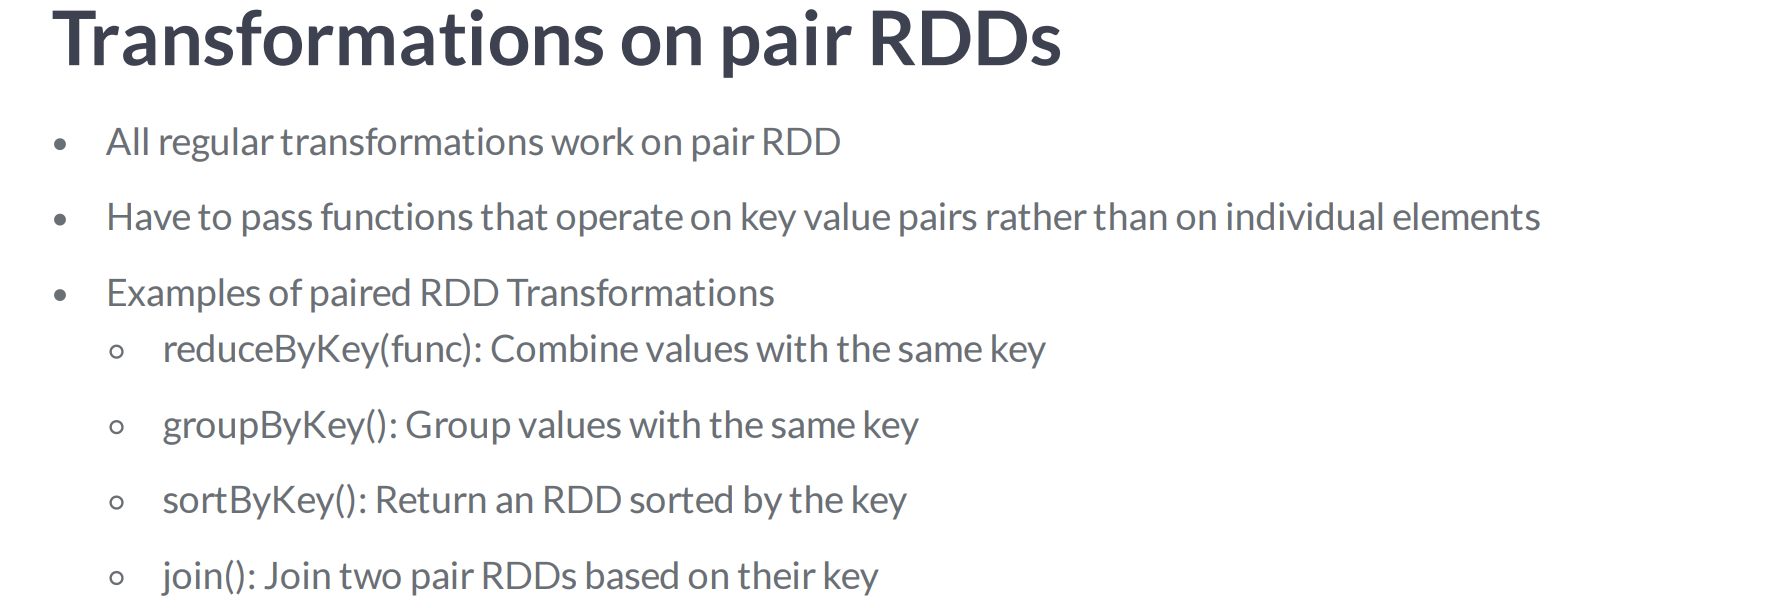 Transformations on pair RDDs
• All regular transformations work on pair RDD
• Have to pass functions that operate on key value pairs rather than on individual elements
• Examples of paired RDD Transformations
○ reduceByKey(func): Combine values with the same key
○ groupByKey(): Group values with the same key
○ sortByKey(): Return an RDD sorted by the key
○ join(): Join two pair RDDs based on their key